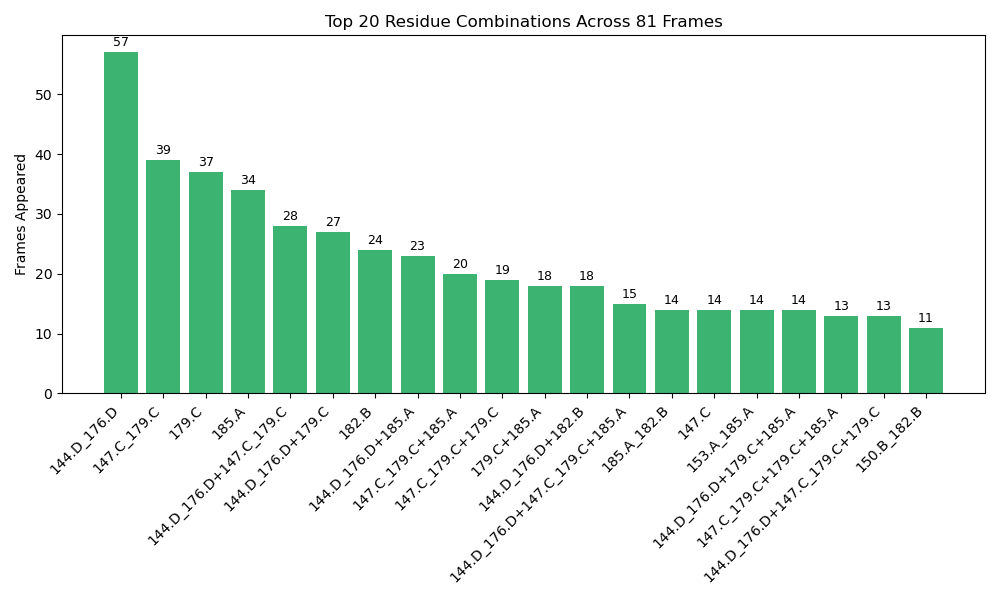 Top 20 Residue Combinations Across 81 Frames
Frames Appeared
50
40
30
20
10
0
57
39
37
34
28
27
24
23
20
19
18
18
15
14
14
14
14
13
13
11
144.D_176.D
147.C_179.C
179.C
185.A
144.D_176.D+147.C_179.C
144.D_176.D+179.C
182.B
144.D_176.D+185.A
147.C_179.C+185.A
147.C_179.C+179.C
179.C+185.A
144.D_176.D+182.B
144.D_176.D+147.C_179.C+185.A
185.A_182.B
147.C
153.A_185.A
144.D_176.D+179.C+185.A
147.C_179.C+179.C+185.A
144.D_176.D+147.C_179.C+179.C
150.B_182.B